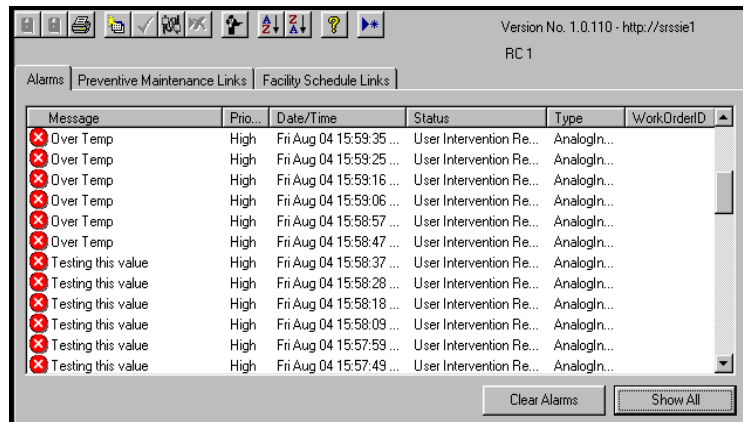 Version No. 1.0.110 - http://srssie1
RC 1
Alarms Preventive Maintenance Links Facility Schedule Links
Message Prio... Date/Time Status Type WorkOrderID
Over Temp High Fri Aug 04 15:59:35 ... User Intervention Re... AnalogIn...
Over Temp High Fri Aug 04 15:59:25 ... User Intervention Re... AnalogIn...
Over Temp High Fri Aug 04 15:59:16 ... User Intervention Re... AnalogIn...
Over Temp High Fri Aug 04 15:59:06 ... User Intervention Re... AnalogIn...
Over Temp High Fri Aug 04 15:58:57 ... User Intervention Re... AnalogIn...
Over Temp High Fri Aug 04 15:58:47 ... User Intervention Re... AnalogIn...
Testing this value High Fri Aug 04 15:58:37 ... User Intervention Re... AnalogIn...
Testing this value High Fri Aug 04 15:58:28 ... User Intervention Re... AnalogIn...
Testing this value High Fri Aug 04 15:58:18 ... User Intervention Re... AnalogIn...
Testing this value High Fri Aug 04 15:58:09 ... User Intervention Re... AnalogIn...
Testing this value High Fri Aug 04 15:57:59 ... User Intervention Re... AnalogIn...
Testing this value High Fri Aug 04 15:57:49 ... User Intervention Re... AnalogIn...
Clear Alarms Show All